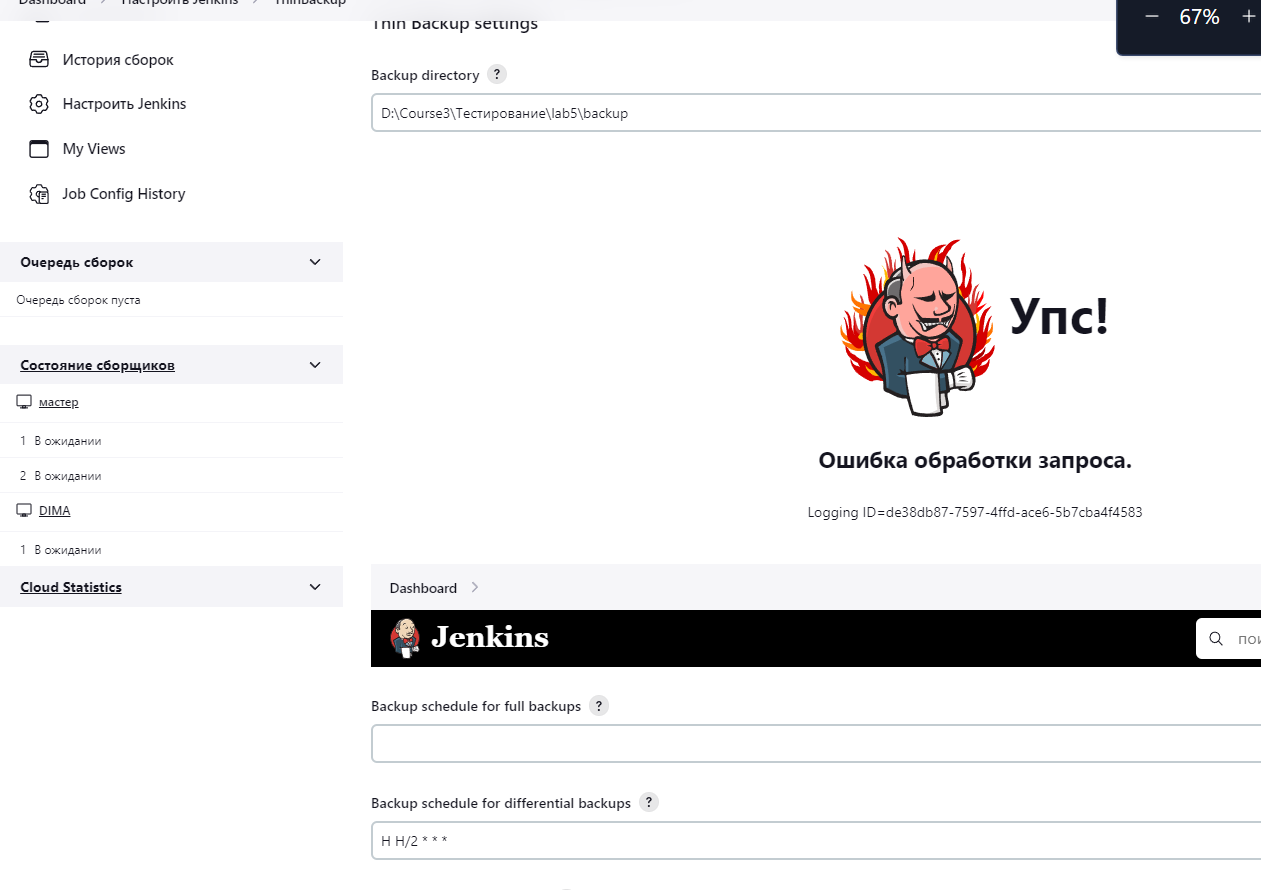 Dashboard > Настроить Jenkins > ThinBackup
67%
История сборок
Настроить Jenkins
My Views
Job Config History
Очередь сборок
Очередь сборок пуста
Состояние сборщиков
мастер
1 В ожидании
2 В ожидании
DIMA
1 В ожидании
Cloud Statistics
Thin Backup settings
Backup directory ?
D:\Course3\Тестирование\lab5\backup
Упс!
Ошибка обработки запроса.
Logging ID=de38db87-7597-4ffd-ace6-5b7cba4f4583
Dashboard >
Jenkins
Backup schedule for full backups ?
Backup schedule for differential backups ?
H H/2 * * *